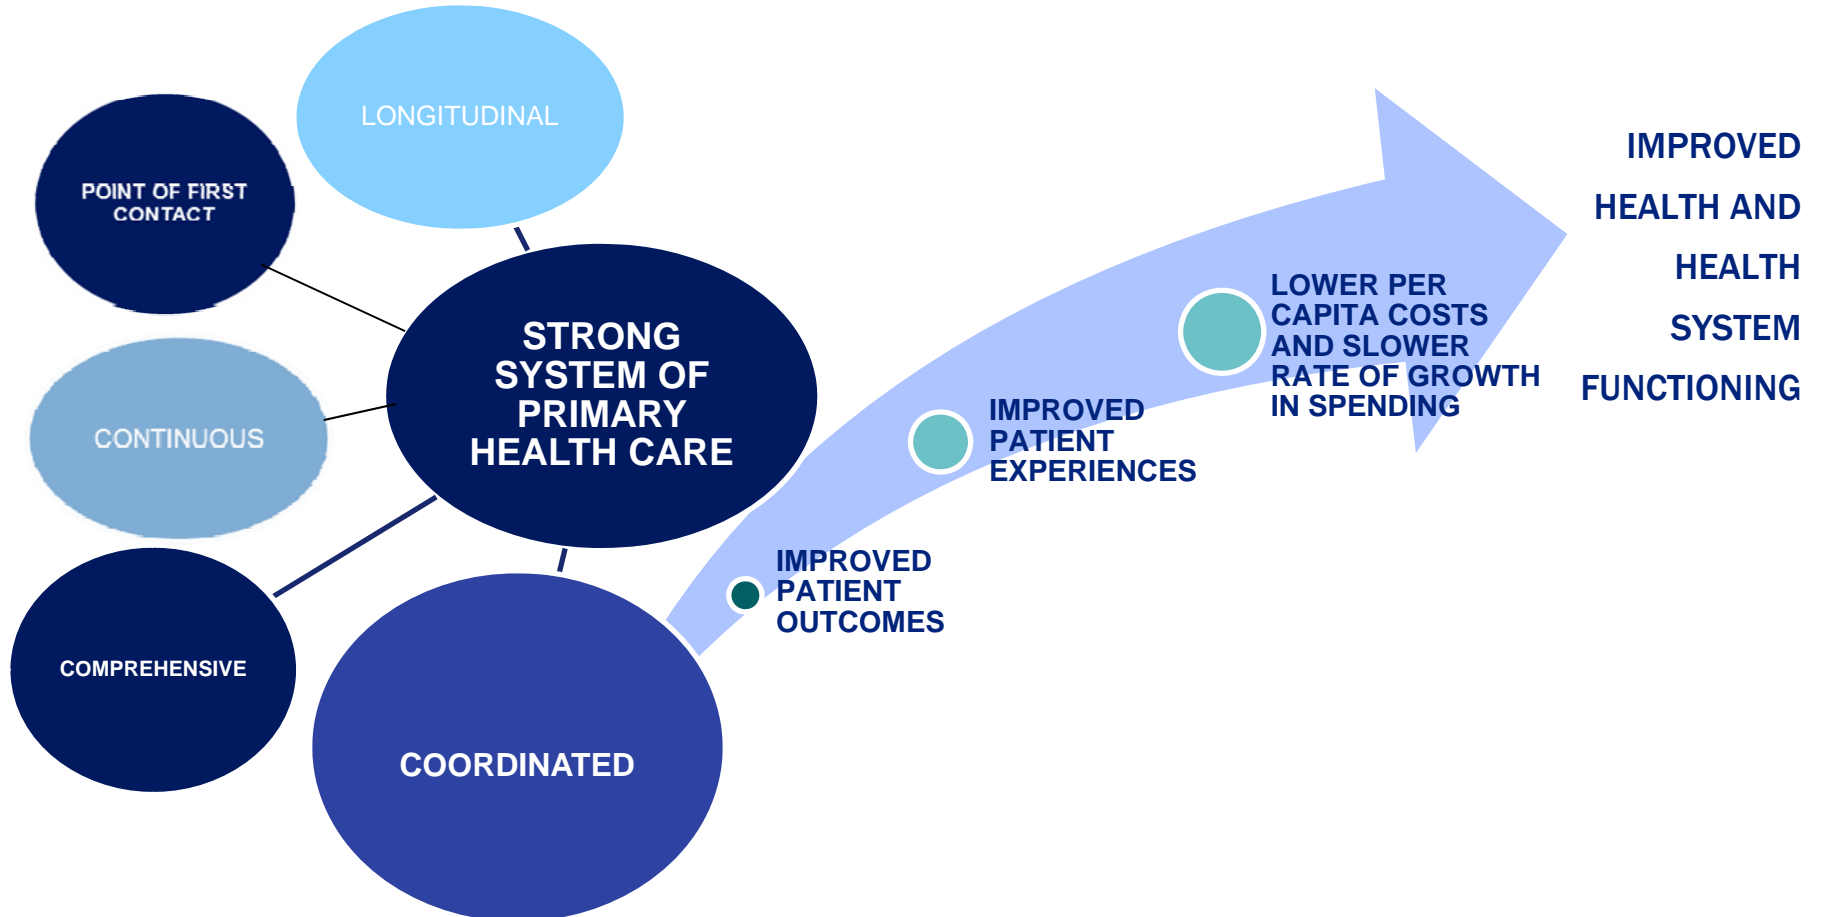 LONGITUDINAL
POINT OF FIRST
CONTACT
CONTINUOUS
COMPREHENSIVE
COORDINATED
STRONG
SYSTEM OF
PRIMARY
HEALTH CARE
IMPROVED
PATIENT
OUTCOMES
IMPROVED
PATIENT
EXPERIENCES
LOWER PER
CAPITA COSTS
AND SLOWER
RATE OF GROWTH
IN SPENDING
IMPROVED
HEALTH AND
HEALTH
SYSTEM
FUNCTIONING